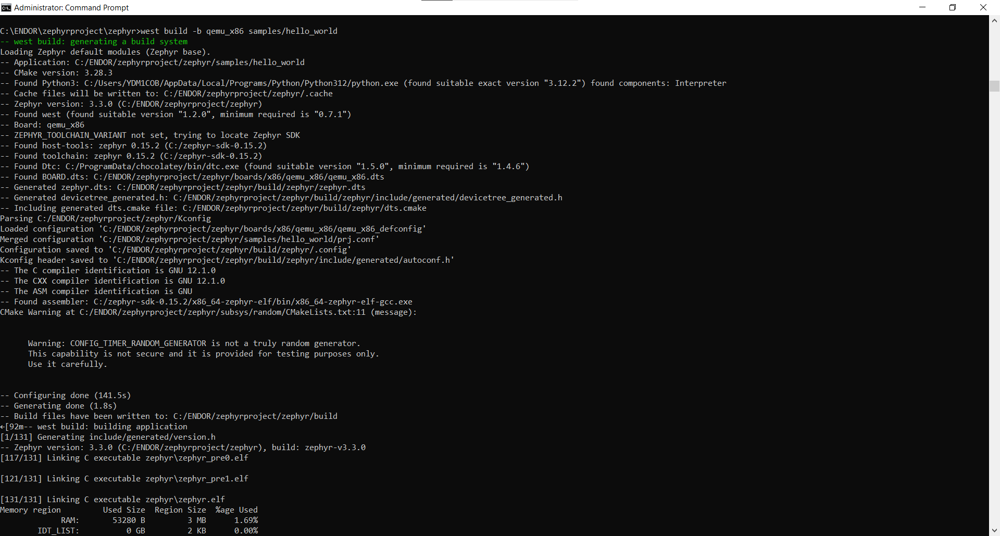 Administrator: Command Prompt
C:\ENDOR\zephyrproject\zephyr>west build -b qemu_x86 samples/hello_world
-- west build: generating a build system
Loading Zephyr default modules (Zephyr base).
-- Application: C:/ENDOR/zephyrproject/zephyr/samples/hello_world
-- CMake version: 3.28.3
-- Found Python3: C:/Users/YDM1COB/AppData/Local/Programs/Python/Python312/python.exe (found suitable exact version "3.12.2") found components: Interpreter
-- Cache files will be written to: C:/ENDOR/zephyrproject/zephyr/.cache
-- Zephyr version: 3.3.0 (C:/ENDOR/zephyrproject/zephyr)
-- Found west (found suitable version "1.2.0", minimum required is "0.7.1")
-- Board: qemu_x86
-- ZEPHYR_TOOLCHAIN_VARIANT not set, trying to locate Zephyr SDK
-- Found host-tools: zephyr 0.15.2 (C:/zephyr-sdk-0.15.2)
-- Found toolchain: zephyr 0.15.2 (C:/zephyr-sdk-0.15.2)
-- Found Dtc: C:/ProgramData/chocolatey/bin/dtc.exe (found suitable version "1.5.0", minimum required is "1.4.6")
-- Found BOARD.dts: C:/ENDOR/zephyrproject/zephyr/boards/x86/qemu_x86/qemu_x86.dts
-- Generated zephyr.dts: C:/ENDOR/zephyrproject/zephyr/build/zephyr/zephyr.dts
-- Generated devicetree_generated.h: C:/ENDOR/zephyrproject/zephyr/build/zephyr/include/generated/devicetree_generated.h
-- Including generated dts.cmake file: C:/ENDOR/zephyrproject/zephyr/build/zephyr/dts.cmake
Parsing C:/ENDOR/zephyrproject/zephyr/Kconfig
Loaded configuration 'C:/ENDOR/zephyrproject/zephyr/boards/x86/qemu_x86/qemu_x86_defconfig'
Merged configuration 'C:/ENDOR/zephyrproject/zephyr/samples/hello_world/prj.conf'
Configuration saved to 'C:/ENDOR/zephyrproject/zephyr/build/zephyr/.config'
Kconfig header saved to 'C:/ENDOR/zephyrproject/zephyr/build/zephyr/include/generated/autoconf.h'
-- The C compiler identification is GNU 12.1.0
-- The CXX compiler identification is GNU 12.1.0
-- The ASM compiler identification is GNU
-- Found assembler: C:/zephyr-sdk-0.15.2/x86_64-zephyr-elf/bin/x86_64-zephyr-elf-gcc.exe
CMake Warning at C:/ENDOR/zephyrproject/zephyr/subsys/random/CMakeLists.txt:11 (message):
Warning: CONFIG_TIMER_RANDOM_GENERATOR is not a truly random generator.
This capability is not secure and it is provided for testing purposes only.
Use it carefully.
-- Configuring done (141.5s)
-- Generating done (1.8s)
-- Build files have been written to: C:/ENDOR/zephyrproject/zephyr/build
←[92m-- west build: building application
[1/131] Generating include/generated/version.h
-- Zephyr version: 3.3.0 (C:/ENDOR/zephyrproject/zephyr), build: zephyr-v3.3.0
[117/131] Linking C executable zephyr\zephyr_pre0.elf
[121/131] Linking C executable zephyr\zephyr_pre1.elf
[131/131] Linking C executable zephyr\zephyr.elf
Memory region         Used Size  Region Size  %age Used
RAM:       53280 B         3 MB      1.69%
IDT_LIST:          0 GB         2 KB      0.00%